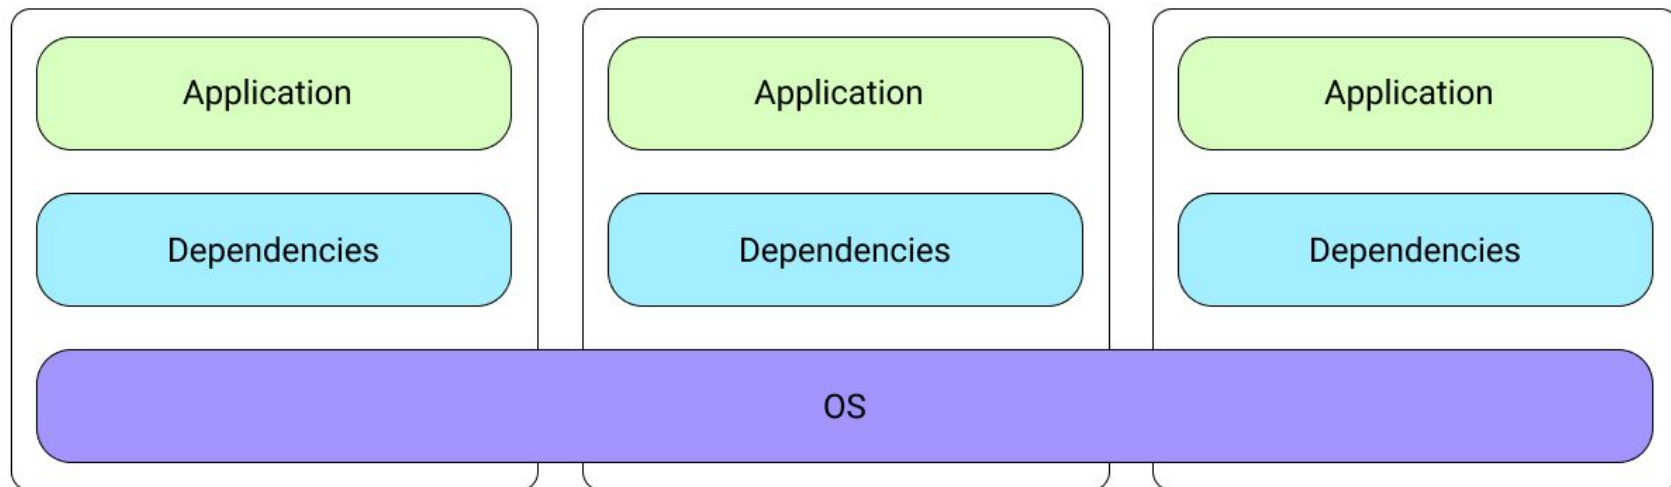 Application
Application
Application
Dependencies
Dependencies
Dependencies
OS